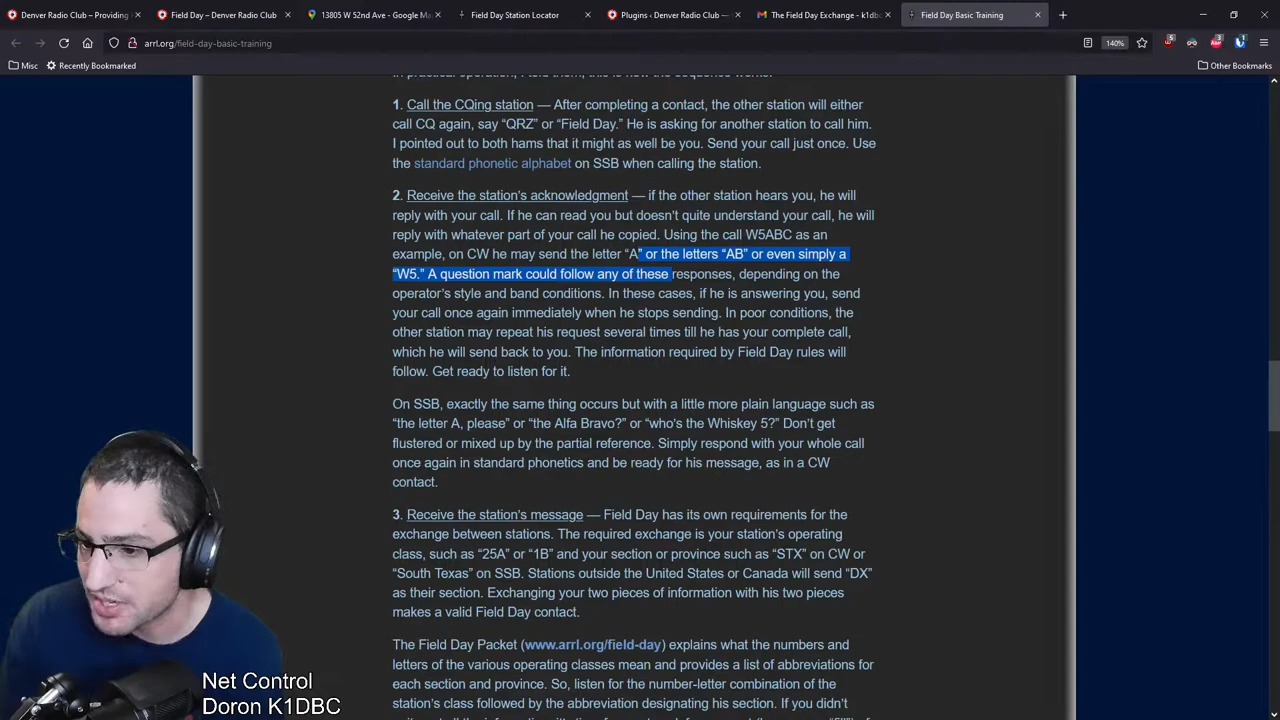 Denver Radio Club – Providing
Field Day – Denver Radio Club
13805 W 52nd Ave - Google Ma
Field Day Station Locator
Plugins ‹ Denver Radio Club —
The Field Day Exchange - k1dbc
Field Day Basic Training
arrl.org/field-day-basic-training
140%
Misc
Recently Bookmarked
Other Bookmarks
1. Call the CQing station — After completing a contact, the other station will either
call CQ again, say “QRZ” or “Field Day.” He is asking for another station to call him.
I pointed out to both hams that it might as well be you. Send your call just once. Use
the standard phonetic alphabet on SSB when calling the station.
2. Receive the station's acknowledgment — if the other station hears you, he will
reply with your call. If he can read you but doesn’t quite understand your call, he will
reply with whatever part of your call he copied. Using the call W5ABC as an
example, on CW he may send the letter “A” or the letters “AB” or even simply a
“W5.” A question mark could follow any of these responses, depending on the
operator’s style and band conditions. In these cases, if he is answering you, send
your call once again immediately when he stops sending. In poor conditions, the
other station may repeat his request several times till he has your complete call,
which he will send back to you. The information required by Field Day rules will
follow. Get ready to listen for it.
On SSB, exactly the same thing occurs but with a little more plain language such as
“the letter A, please” or “the Alfa Bravo?” or “who’s the Whiskey 5?” Don’t get
flustered or mixed up by the partial reference. Simply respond with your whole call
once again in standard phonetics and be ready for his message, as in a CW
contact.
3. Receive the station's message — Field Day has its own requirements for the
exchange between stations. The required exchange is your station’s operating
class, such as “25A” or “1B” and your section or province such as “STX” on CW or
“South Texas” on SSB. Stations outside the United States or Canada will send “DX”
as their section. Exchanging your two pieces of information with his two pieces
makes a valid Field Day contact.
The Field Day Packet (www.arrl.org/field-day) explains what the numbers and
letters of the various operating classes mean and provides a list of abbreviations for
each section and province. So, listen for the number-letter combination of the
station’s class followed by the abbreviation designating his section. If you didn’t
Net Control
Doron K1DBC